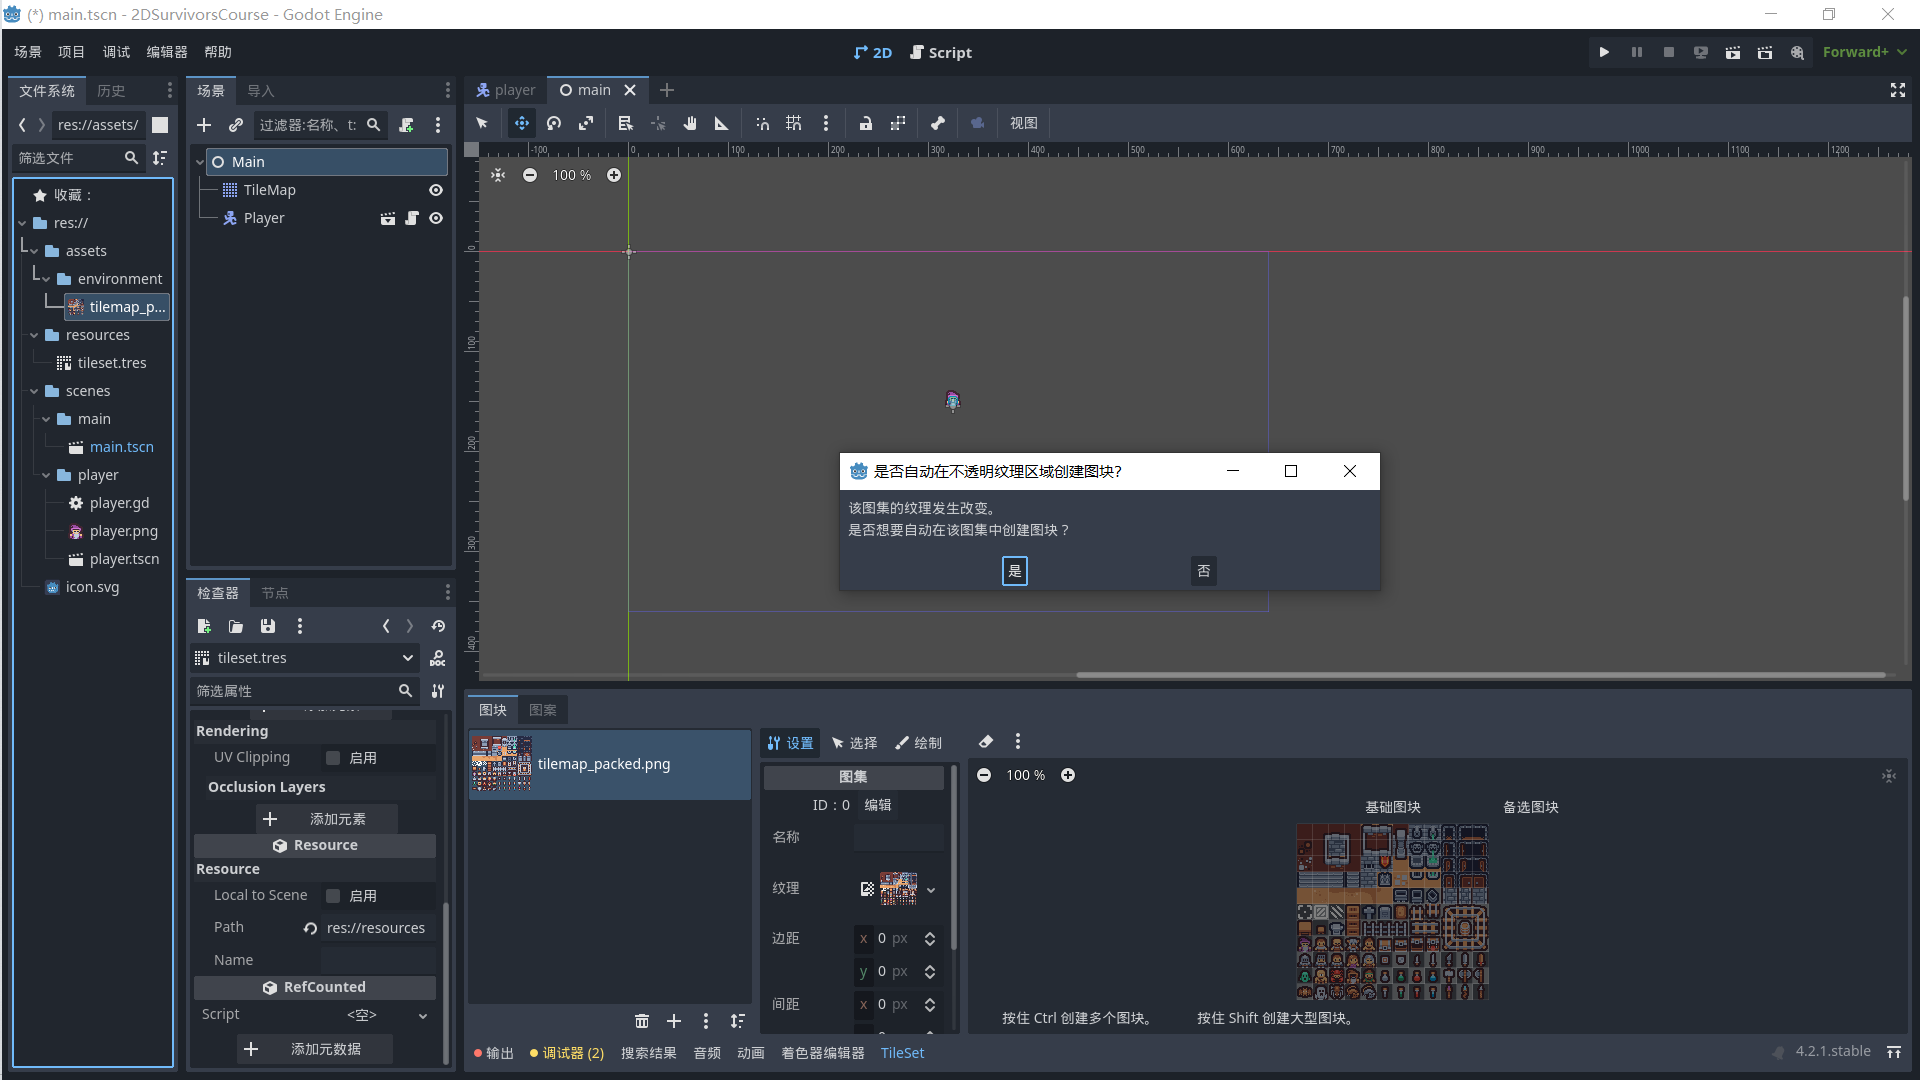 (*) main.tscn - 2DSurvivorsCourse - Godot Engine
场景 项目 调试 编辑器 帮助
2D Script
Forward+
文件系统 历史
res://assets/
筛选文件
收藏：
res://
assets
environment
tilemap_p...
resources
tileset.tres
scenes
main
main.tscn
player
player.gd
player.png
player.tscn
icon.svg
场景 导入
过滤器:名称、t:
Main
TileMap
Player
检查器 节点
tileset.tres
DOC
筛选属性
Rendering
UV Clipping 启用
Occlusion Layers
添加元素
Resource
Resource
Local to Scene 启用
Path res://resources
Name
RefCounted
Script <空>
添加元数据
player main
视图
-100 0 100 200 300 400 500 600 700 800 900 1000 1100 1200
100 %
0
100
200
300
400
是否自动在不透明纹理区域创建图块?
该图集的纹理发生改变。
是否想要自动在该图集中创建图块？
是 否
图块 图案
tilemap_packed.png
设置 选择 绘制
图集
ID：0 编辑
名称
纹理
边距 x 0 px
y 0 px
间距 x 0 px
100 %
基础图块 备选图块
按住 Ctrl 创建多个图块。 按住 Shift 创建大型图块。
输出 调试器 (2) 搜索结果 音频 动画 着色器编辑器 TileSet
4.2.1.stable